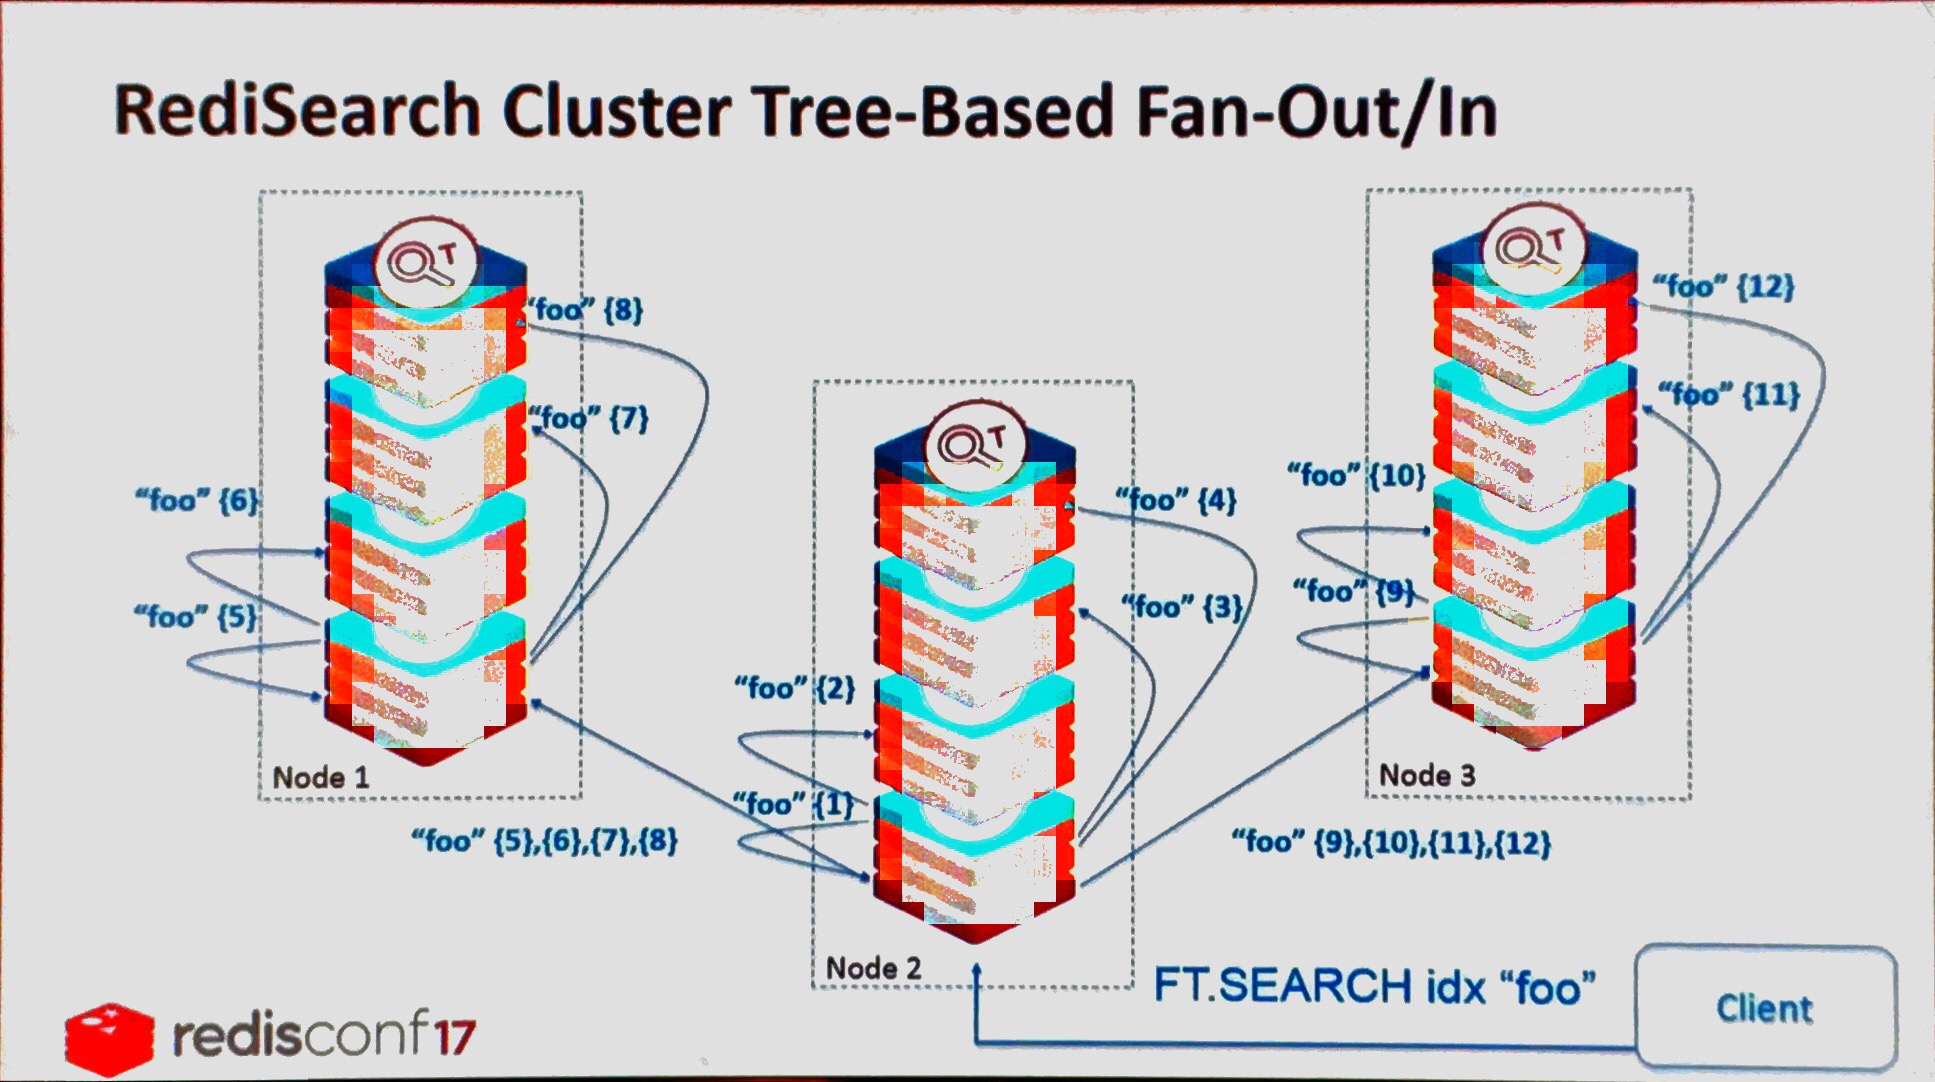 RediSearch Cluster Tree-Based Fan-Out/In
T
“foo” {8}
“foo” {7}
“foo” {6}
“foo” {5}
Node 1
“foo” {5},{6},{7},{8}
T
“foo” {4}
“foo” {3}
“foo” {2}
“foo” {1}
Node 2
T
“foo” {12}
“foo” {11}
“foo” {10}
“foo” {9}
Node 3
“foo” {9},{10},{11},{12}
FT.SEARCH idx “foo”
Client
redisconf17